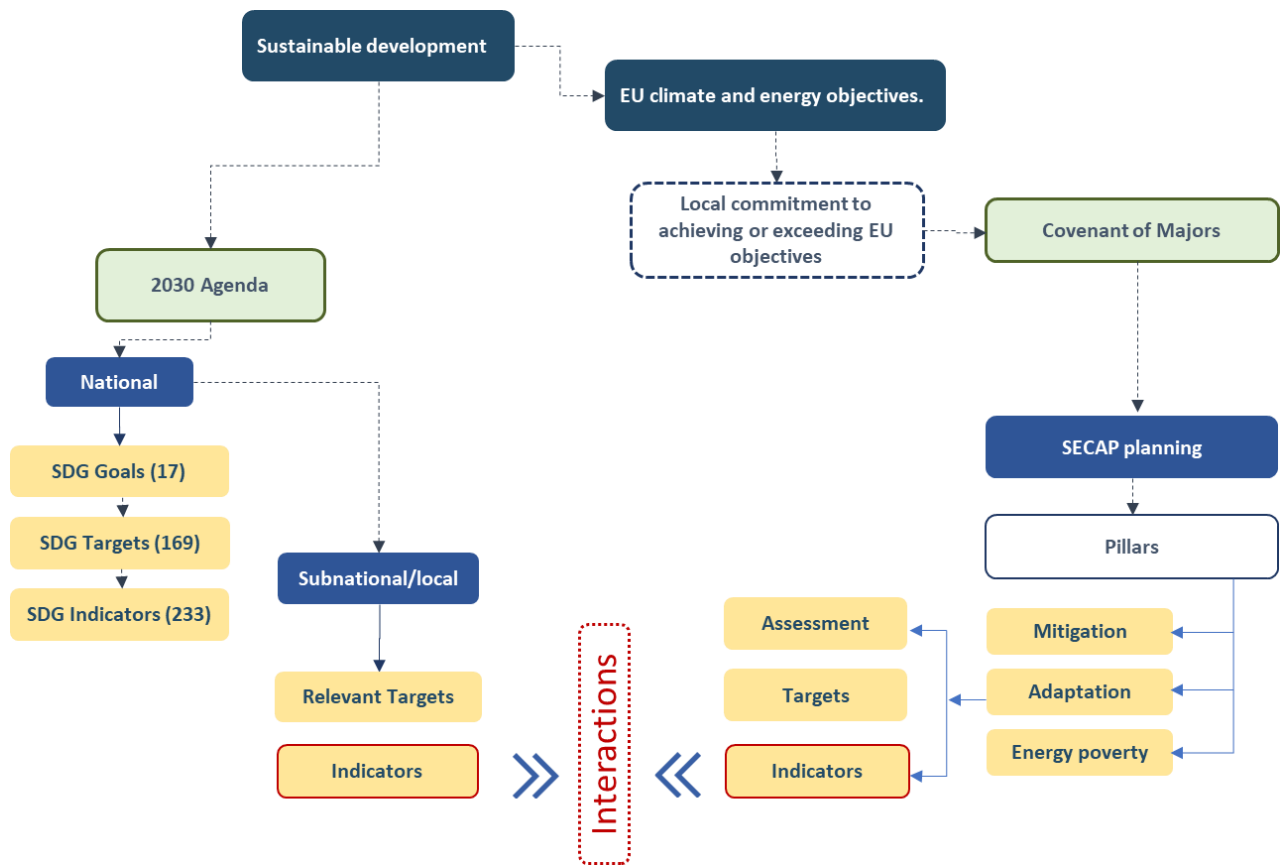 Sustainable development
EU climate and energy objectives.
Local commitment to
achieving or exceeding EU
objectives
Covenant of Majors
2030 Agenda
National
SDG Goals (17)
SDG Targets (169)
SDG Indicators (233)
Subnational/local
Relevant Targets
Indicators
Interactions
SECAP planning
Pillars
Mitigation
Adaptation
Energy poverty
Assessment
Targets
Indicators